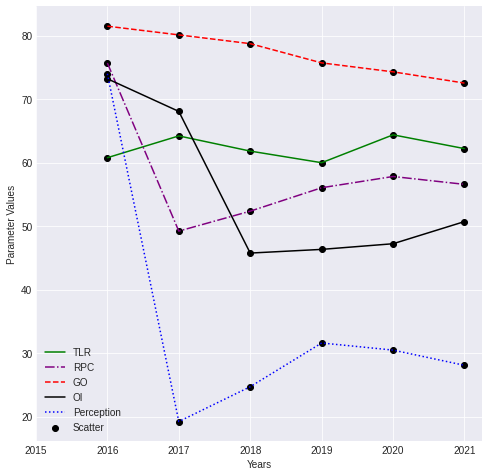 80
70
60
50
40
30
20
Parameter Values
TLR
RPC
GO
OI
Perception
Scatter
2015 2016 2017 2018 2019 2020 2021
Years